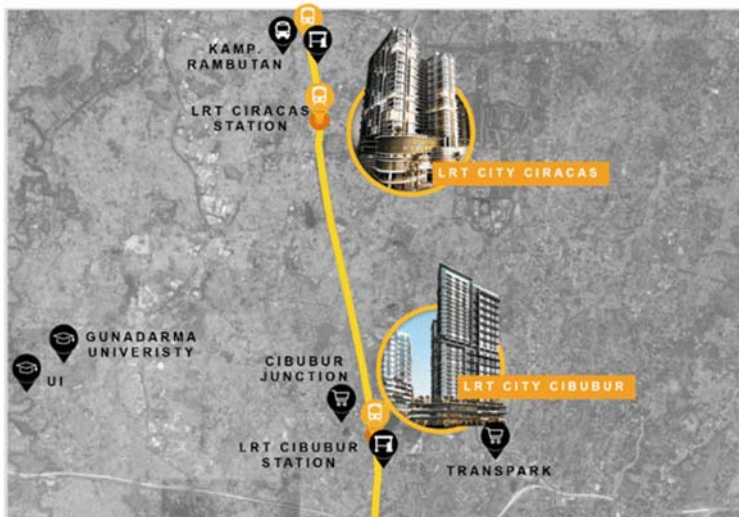 KAMP.
RAMBUTAN
LRT CIRACAS
STATION
LRT CITY CIRACAS
GUNADARMA
UNIVERISTY
UI
CIBUBUR
JUNCTION
LRT CITY CIBUBUR
LRT CIBUBUR
STATION
TRANSPARK